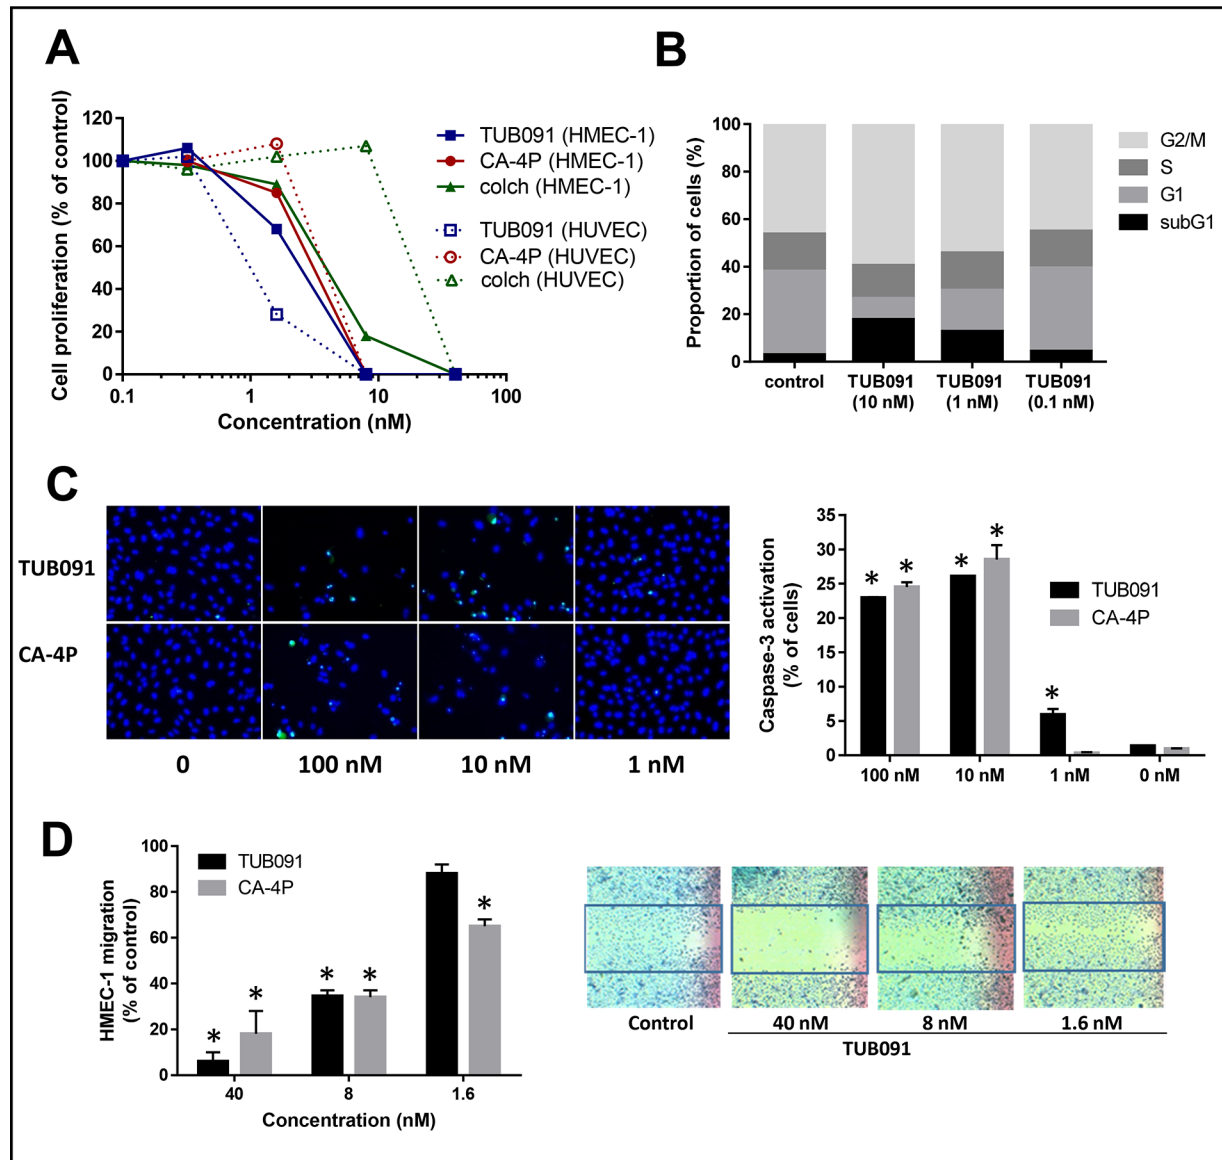 A
Cell proliferation (% of control)
120
100
80
60
40
20
0
0.1
1
10
100
Concentration (nM)
TUB091 (HMEC-1)
CA-4P (HMEC-1)
colch (HMEC-1)
TUB091 (HUVEC)
CA-4P (HUVEC)
colch (HUVEC)
B
Proportion of cells (%)
100
80
60
40
20
0
control
TUB091
(10 nM)
TUB091
(1 nM)
TUB091
(0.1 nM)
G2/M
S
G1
subG1
C
TUB091
CA-4P
0
100 nM
10 nM
1 nM
Caspase-3 activation
(% of cells)
35
30
25
20
15
10
5
0
* * * * *
100 nM
10 nM
1 nM
0 nM
TUB091
CA-4P
D
HMEC-1 migration
(% of control)
100
80
60
40
20
0
TUB091
CA-4P
* * * * *
40
8
1.6
Concentration (nM)
Control
40 nM
8 nM
1.6 nM
TUB091